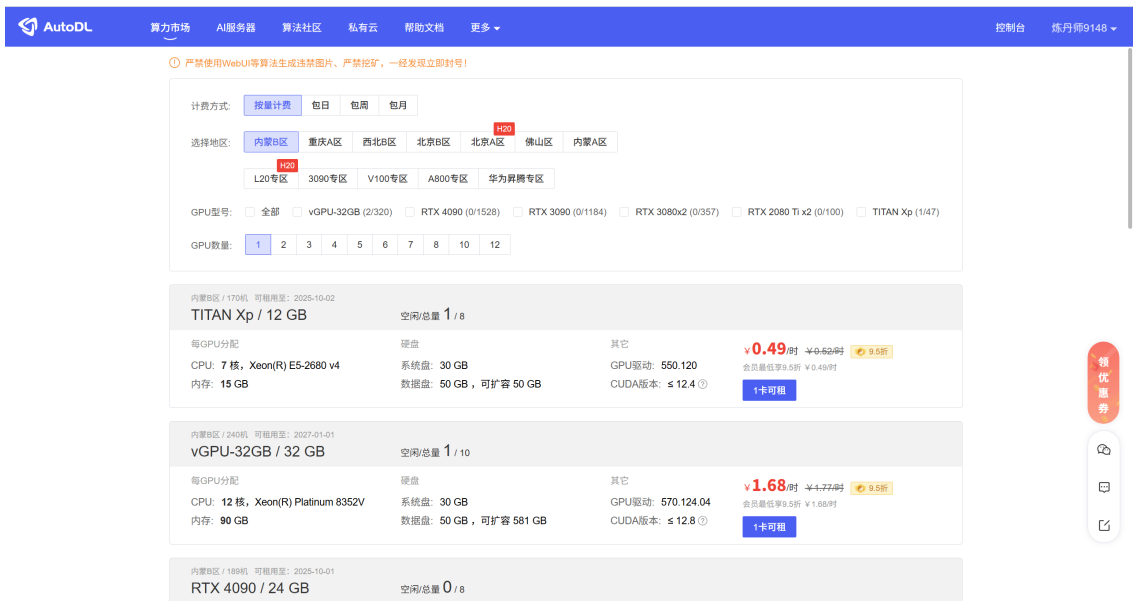 AutoDL 算力市场 AI服务器 算法社区 私有云 帮助文档 更多 控制台 炼丹师9148
严禁使用WebUI等算法生成违禁图片、严禁挖矿，一经发现立即封号！
计费方式: 按量计费 包日 包周 包月
H20
选择地区: 内蒙B区 重庆A区 西北B区 北京B区 北京A区 佛山区 内蒙A区
H20
L20专区 3090专区 V100专区 A800专区 华为昇腾专区
GPU型号: 全部 vGPU-32GB (2/320) RTX 4090 (0/1528) RTX 3090 (0/1184) RTX 3080x2 (0/357) RTX 2080 Ti x2 (0/100) TITAN Xp (1/47)
GPU数量: 1 2 3 4 5 6 7 8 10 12
内蒙B区 / 170机 可租用至：2025-10-02
TITAN Xp / 12 GB 空闲/总量 1 / 8
每GPU分配 硬盘 其它
￥0.49/时 ￥0.52/时 9.5折
CPU: 7 核，Xeon(R) E5-2680 v4 系统盘: 30 GB GPU驱动: 550.120
会员最低享9.5折 ￥0.49/时
内存: 15 GB 数据盘: 50 GB ，可扩容 50 GB CUDA版本: ≤ 12.4
1卡可租
内蒙B区 / 240机 可租用至：2027-01-01
vGPU-32GB / 32 GB 空闲/总量 1 / 10
每GPU分配 硬盘 其它
￥1.68/时 ￥1.77/时 9.5折
CPU: 12 核，Xeon(R) Platinum 8352V 系统盘: 30 GB GPU驱动: 570.124.04
会员最低享9.5折 ￥1.68/时
内存: 90 GB 数据盘: 50 GB ，可扩容 581 GB CUDA版本: ≤ 12.8
1卡可租
内蒙B区 / 189机 可租用至：2025-10-01
RTX 4090 / 24 GB 空闲/总量 0 / 8
领优惠券